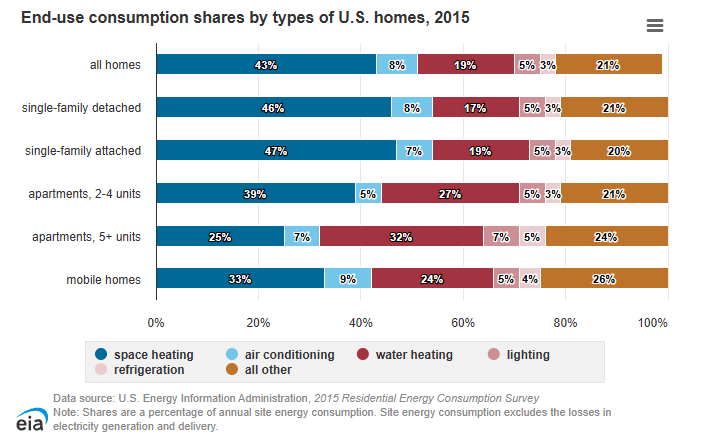 End-use consumption shares by types of U.S. homes, 2015
all homes 43% 8% 19% 5% 3% 21%
single-family detached 46% 8% 17% 5% 3% 21%
single-family attached 47% 7% 19% 5% 3% 20%
apartments, 2-4 units 39% 5% 27% 5% 3% 21%
apartments, 5+ units 25% 7% 32% 7% 5% 24%
mobile homes 33% 9% 24% 5% 4% 26%
0% 20% 40% 60% 80% 100%
space heating air conditioning water heating lighting
refrigeration all other
Data source: U.S. Energy Information Administration, 2015 Residential Energy Consumption Survey
Note: Shares are a percentage of annual site energy consumption. Site energy consumption excludes the losses in
eia electricity generation and delivery.